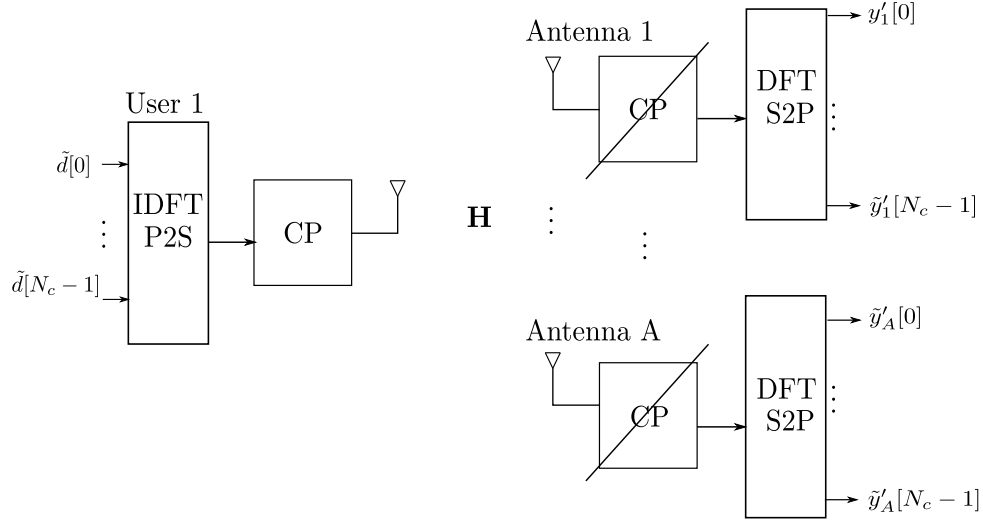 User 1
d̃[0]
⋮
d̃[N_c − 1]
IDFT
P2S
CP
H
Antenna 1
CP
DFT
S2P
y′_1[0]
⋮
ỹ′_1[N_c − 1]
⋮
⋮
Antenna A
CP
DFT
S2P
ỹ′_A[0]
⋮
ỹ′_A[N_c − 1]